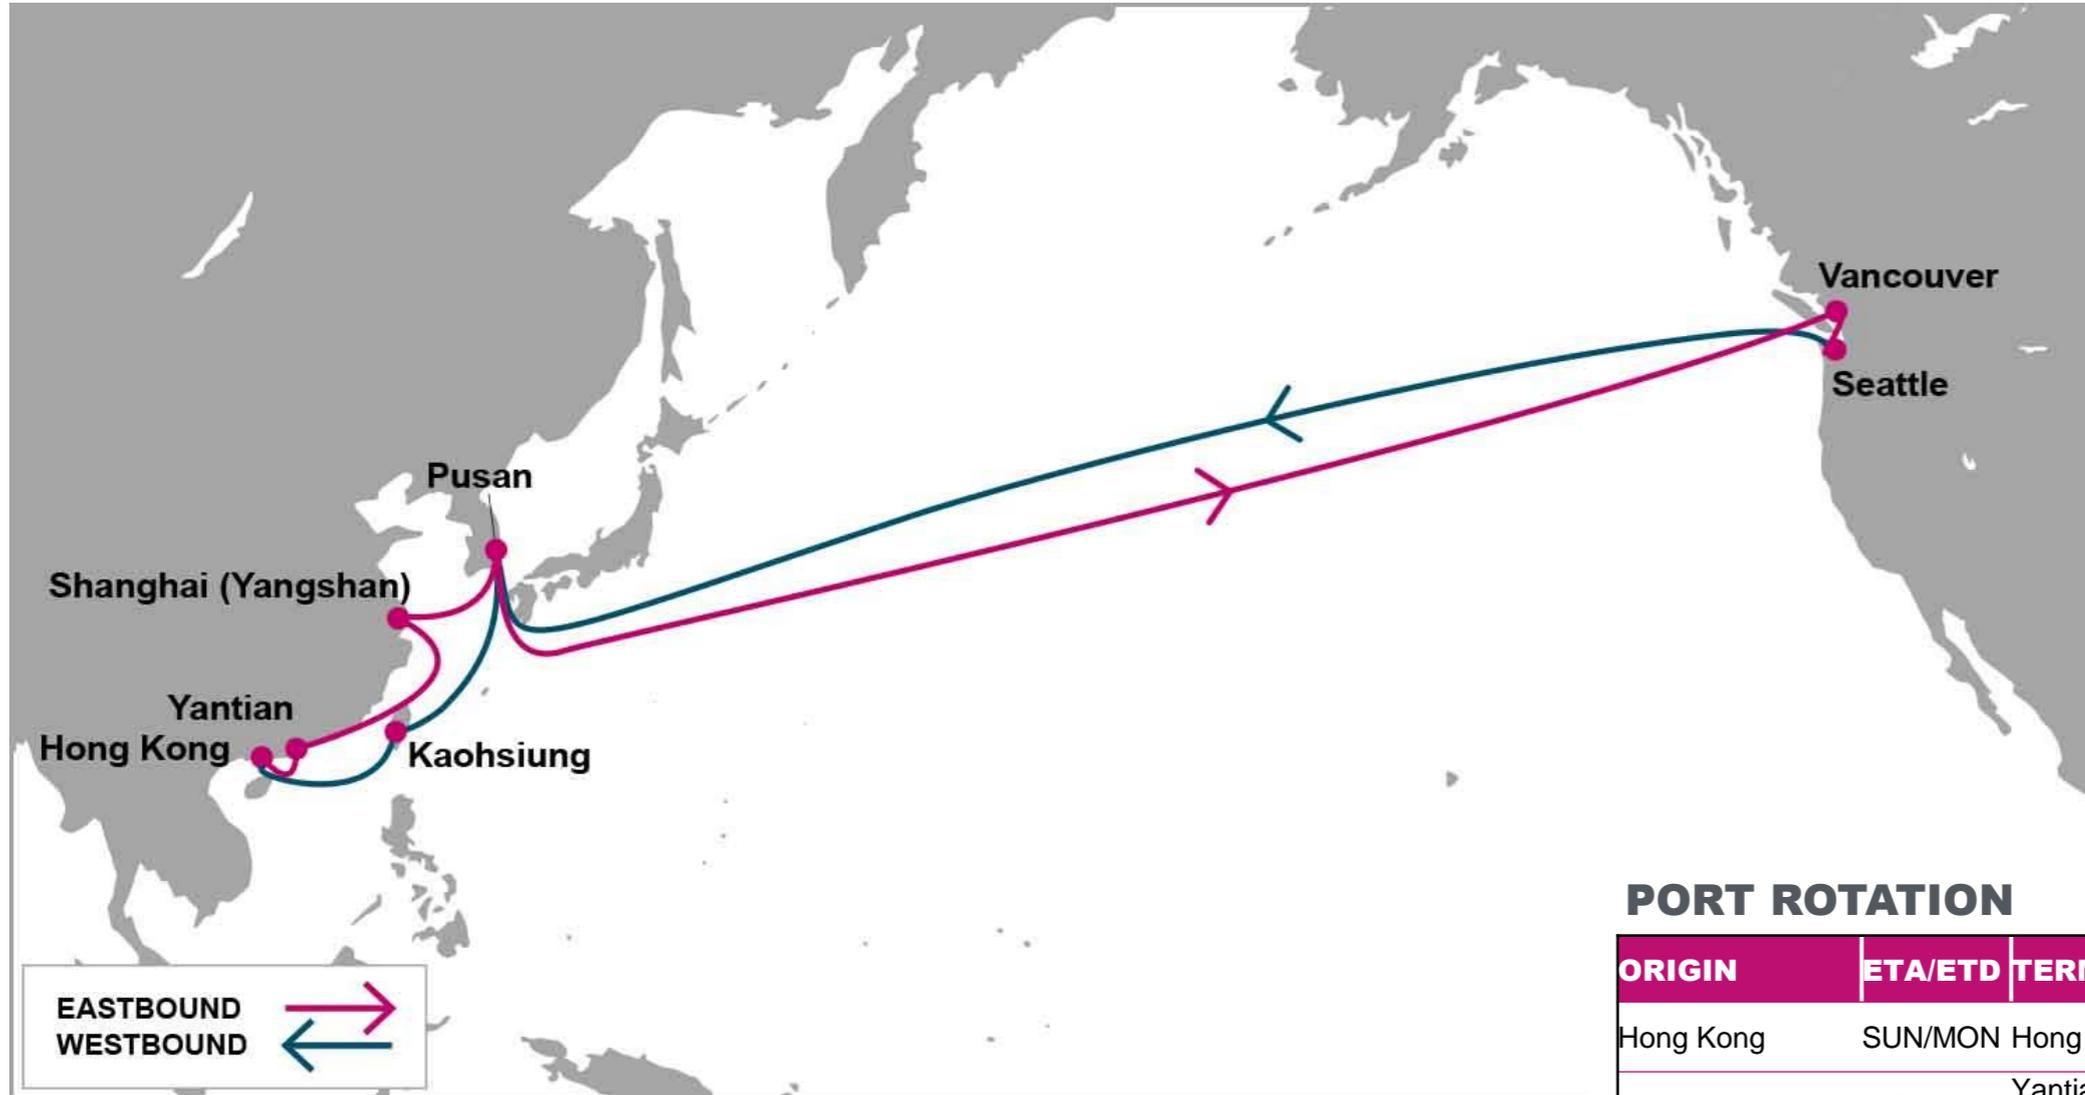 Vancouver
Seattle
Pusan
Shanghai (Yangshan)
Yantian
Hong Kong
Kaohsiung
PORT ROTATION
ORIGIN ETA/ETD
Hong Kong SUN/MON Hong
EASTBOUND
WESTBOUND